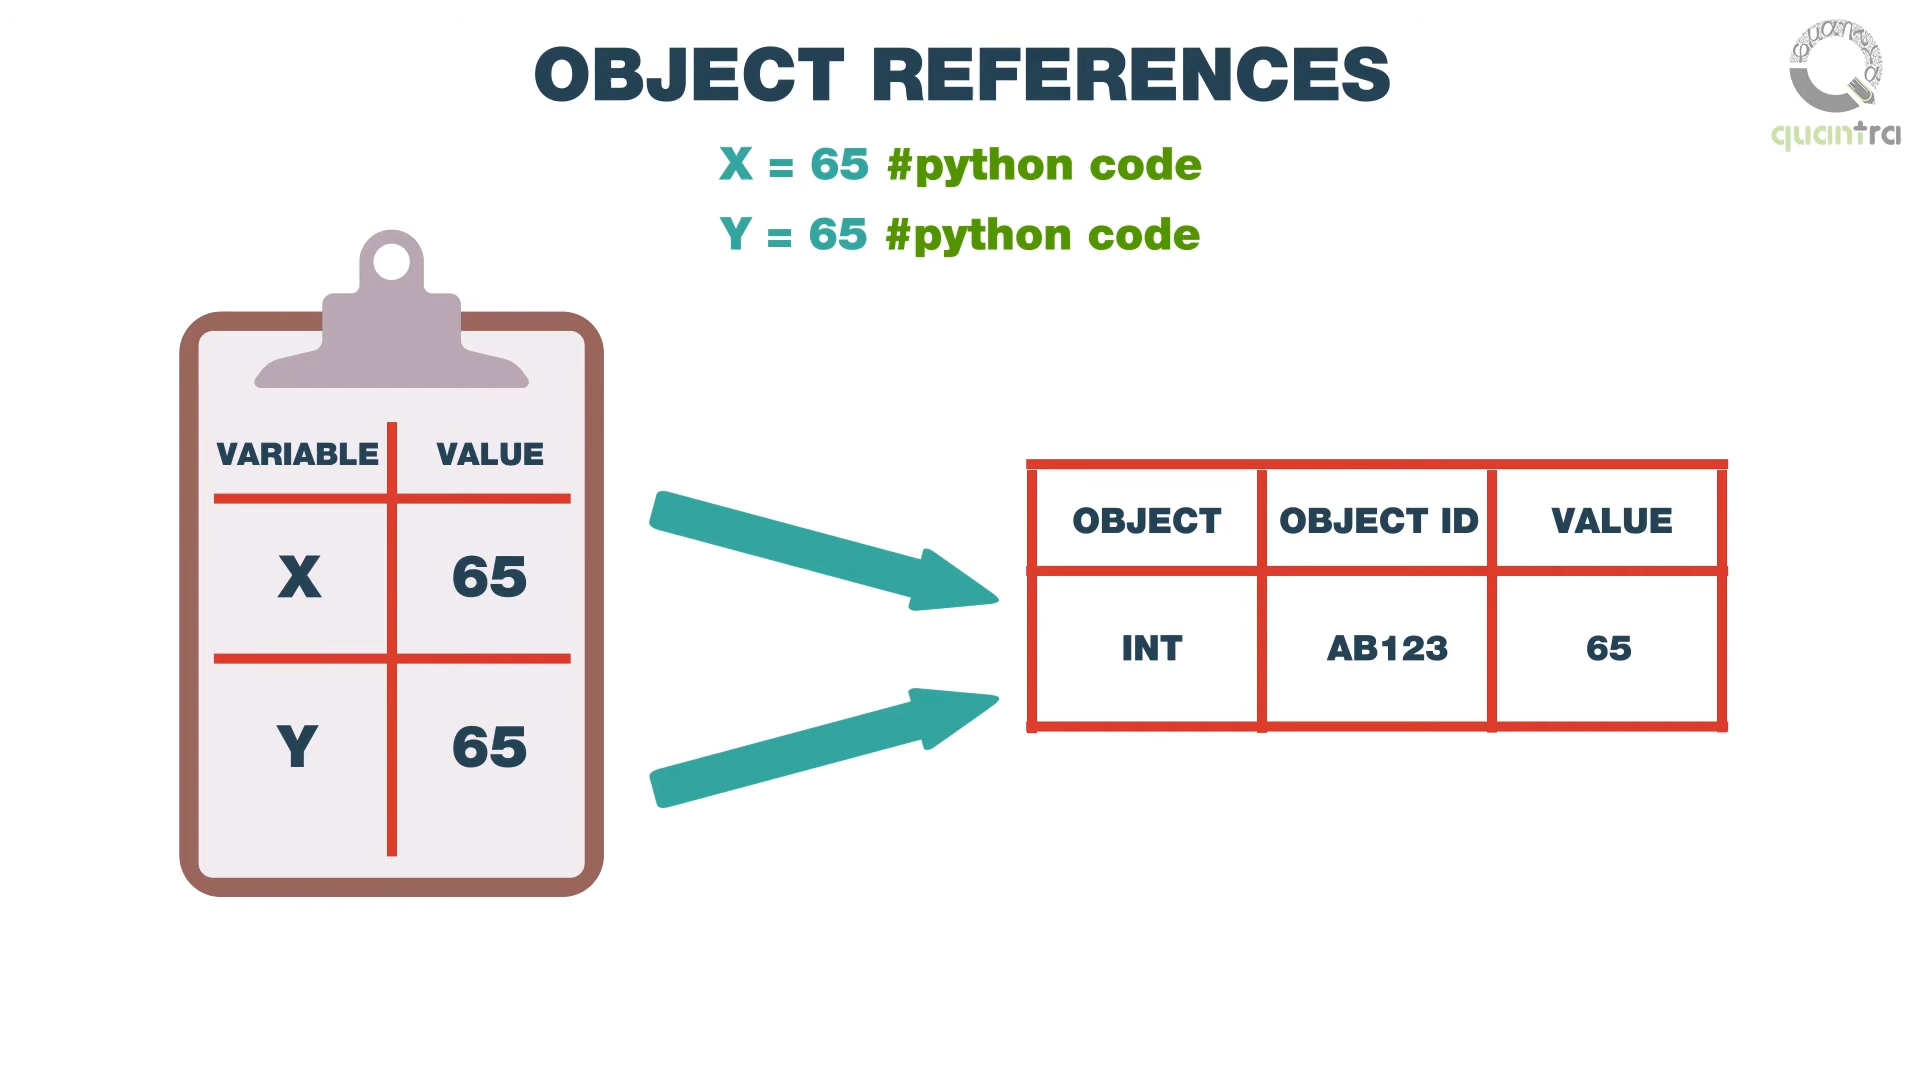 OBJECT REFERENCES
quantra
X = 65 #python code
Y = 65 #python code
VARIABLE VALUE
X 65
Y 65
OBJECT OBJECT ID VALUE
INT AB123 65